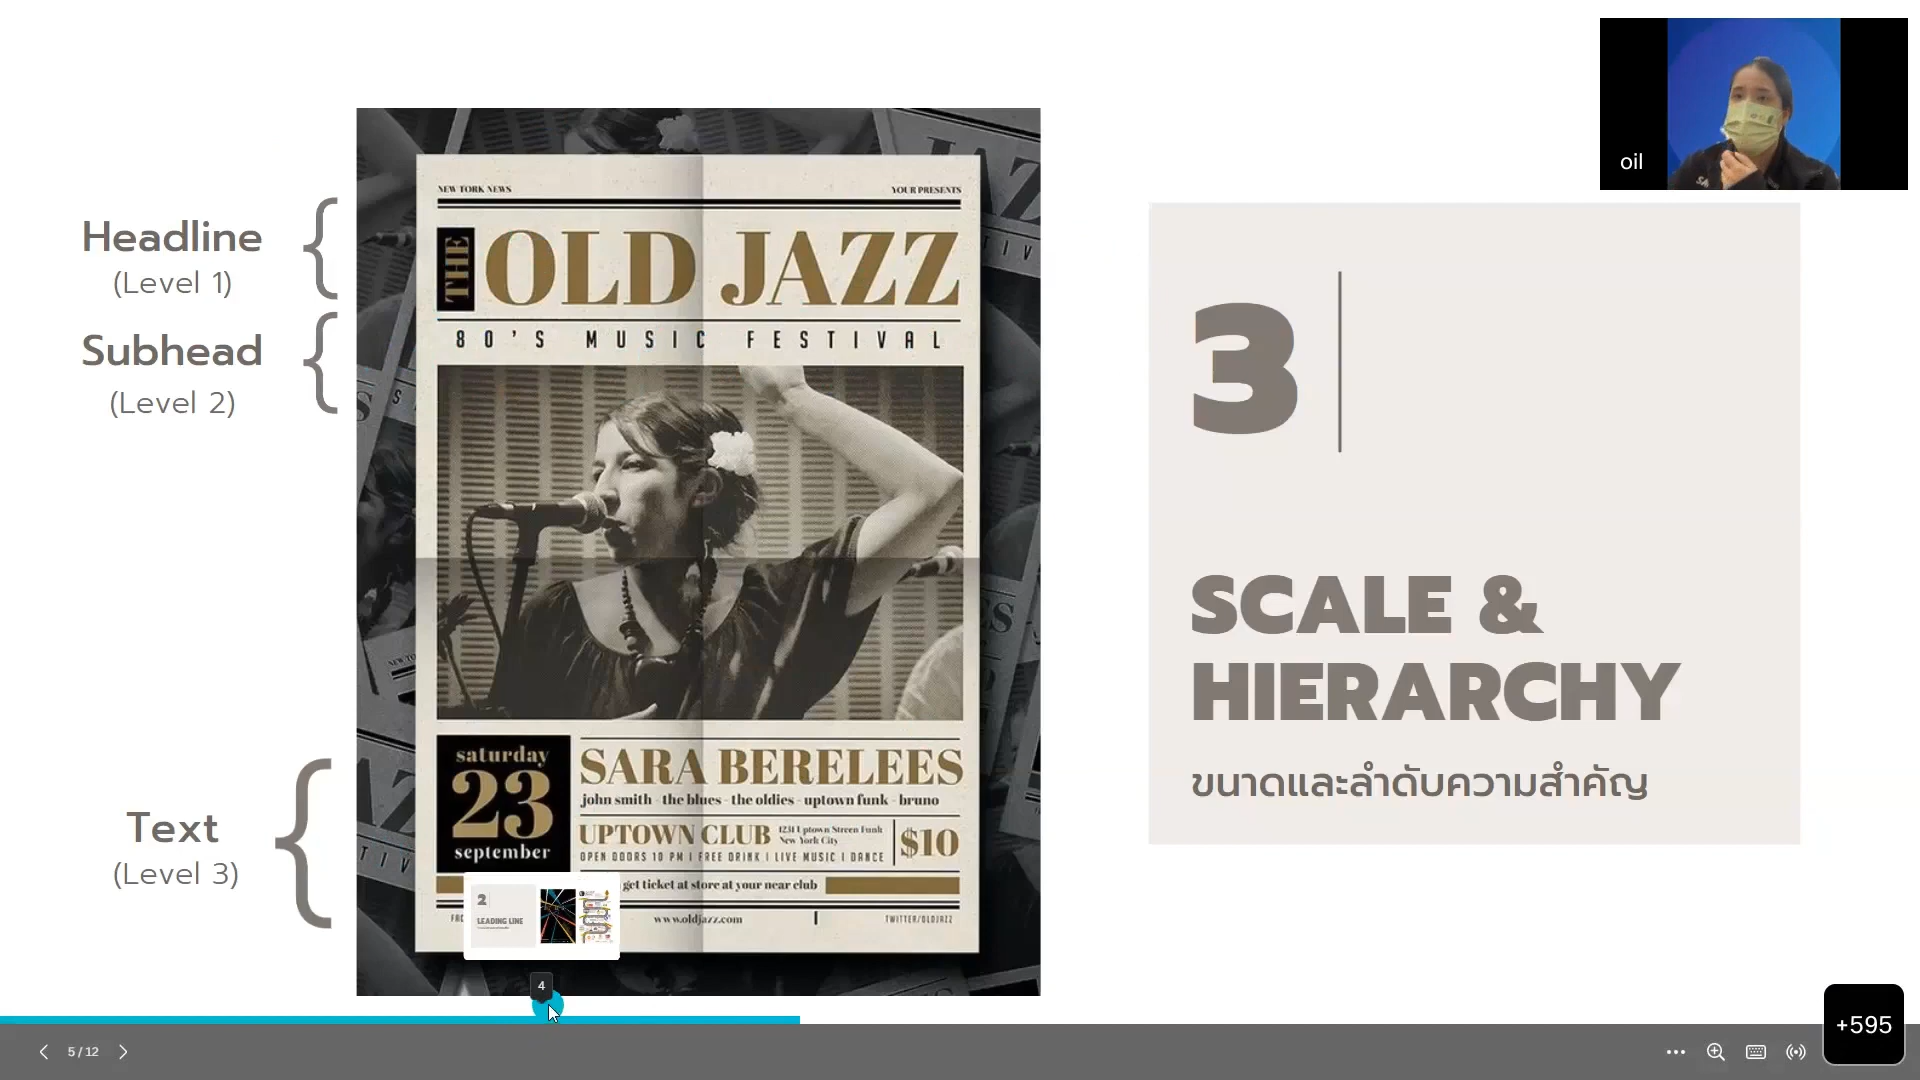 oil
Headline
(Level 1)
Subhead
(Level 2)
Text
(Level 3)
NEW YORK NEWS
YOUR PRESENTS
THE OLD JAZZ
80'S MUSIC FESTIVAL
saturday
23
september
SARA BERELEES
john smith - the blues - the oldies - uptown funk - bruno
UPTOWN CLUB
1231 Uptown Streen Funk
New York City
$10
OPEN DOORS 10 PM | FREE DRINK | LIVE MUSIC | DANCE
get ticket at store at your near club
www.oldjazz.com
TWITTER/OLDJAZZ
2
LEADING LINE
4
3
SCALE &
HIERARCHY
ขนาดและลำดับความสำคัญ
5 / 12
+595